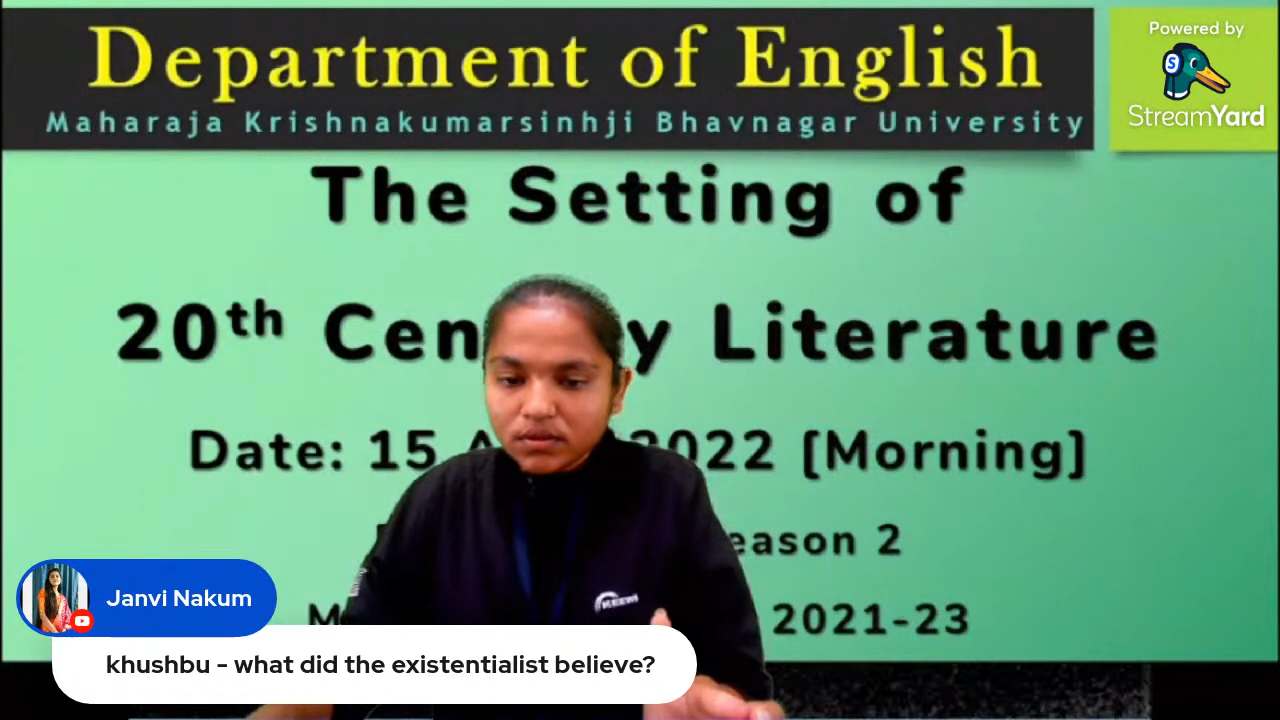 Department of English
Maharaja Krishnakumarsinhji Bhavnagar University
Powered by
StreamYard
The Setting of
20th Cen y Literature
Date: 15 A 2022 [Morning]
eason 2
M 2021-23
KEEWAY
Janvi Nakum
khushbu - what did the existentialist believe?